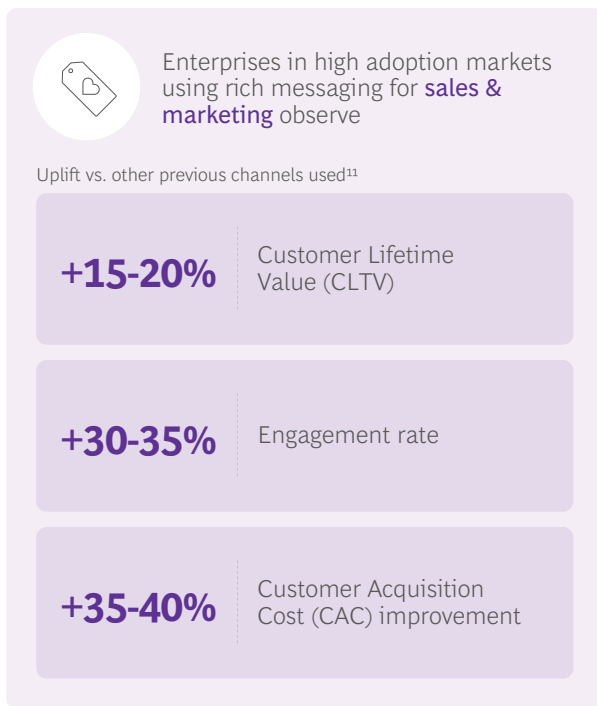 Enterprises in high adoption markets
using rich messaging for sales &
marketing observe
Uplift vs. other previous channels used¹¹
+15-20%
Customer Lifetime
Value (CLTV)
+30-35%
Engagement rate
+35-40%
Customer Acquisition
Cost (CAC) improvement